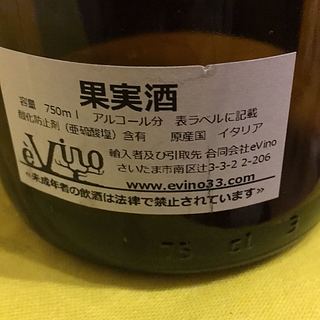 果実酒
容量 750ml アルコール分 表ラベルに記載
酸化防止剤（亜硫酸塩）含有 原産国 イタリア
èVino
輸入者及び引取先 合同会社eVino
さいたま市南区辻3-3-2 2-206
www.evino33.com
«未成年者の飲酒は法律で禁止されています»